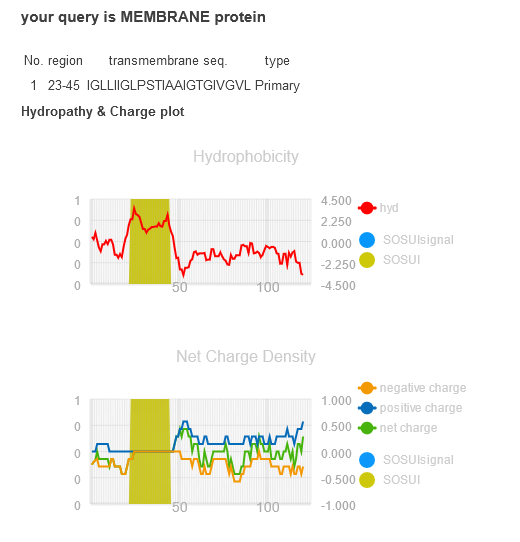 your query is MEMBRANE protein
No. region transmembrane seq. type
1 23-45 IGLLIIGLPSTIAAIGTGIVGVL Primary
Hydropathy & Charge plot
Hydrophobicity
1 4.500
0 2.250
0 0.000
0 -2.250
0 -4.500
50 100
hyd
SOSUIsignal
SOSUI
Net Charge Density
1 1.000
0 0.500
0 0.000
0 -0.500
0 -1.000
50 100
negative charge
positive charge
net charge
SOSUIsignal
SOSUI